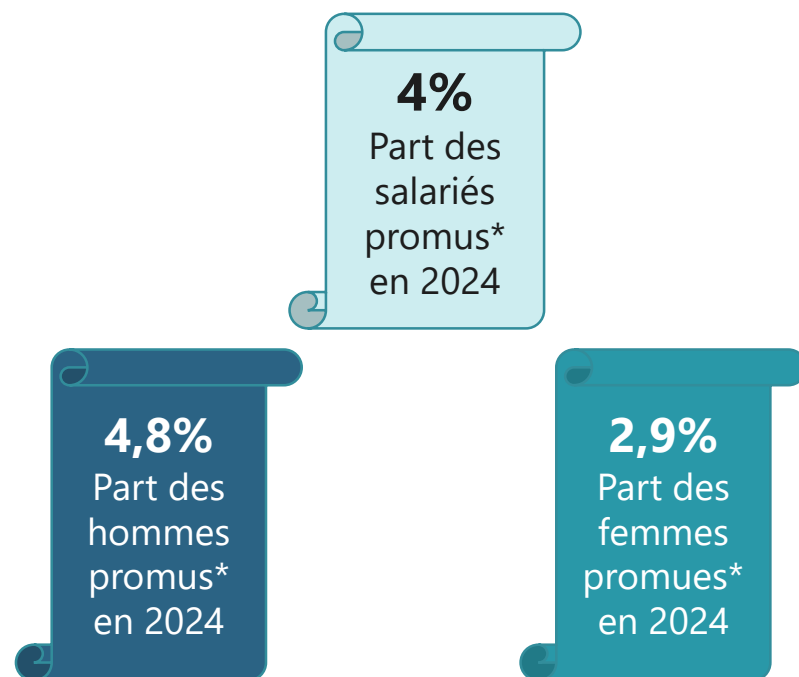 4%
Part des
salariés
promus*
en 2024
4,8%
Part des
hommes
promus*
en 2024
2,9%
Part des
femmes
promues*
en 2024